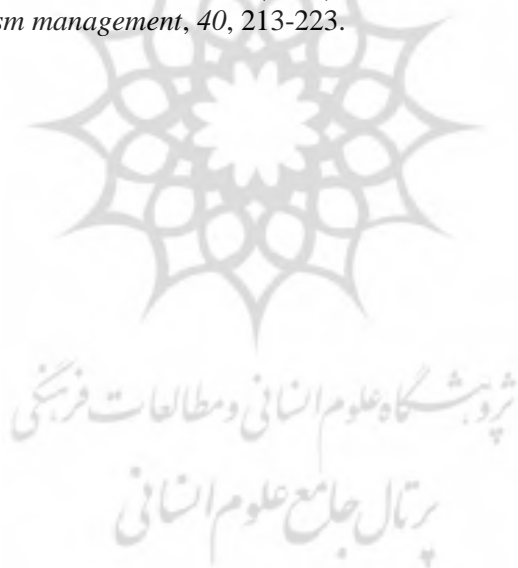 sm management, 40, 213-223.
پژوهشگاه علوم انسانی و مطالعات فرهنگی
پرتال جامع علوم انسانی